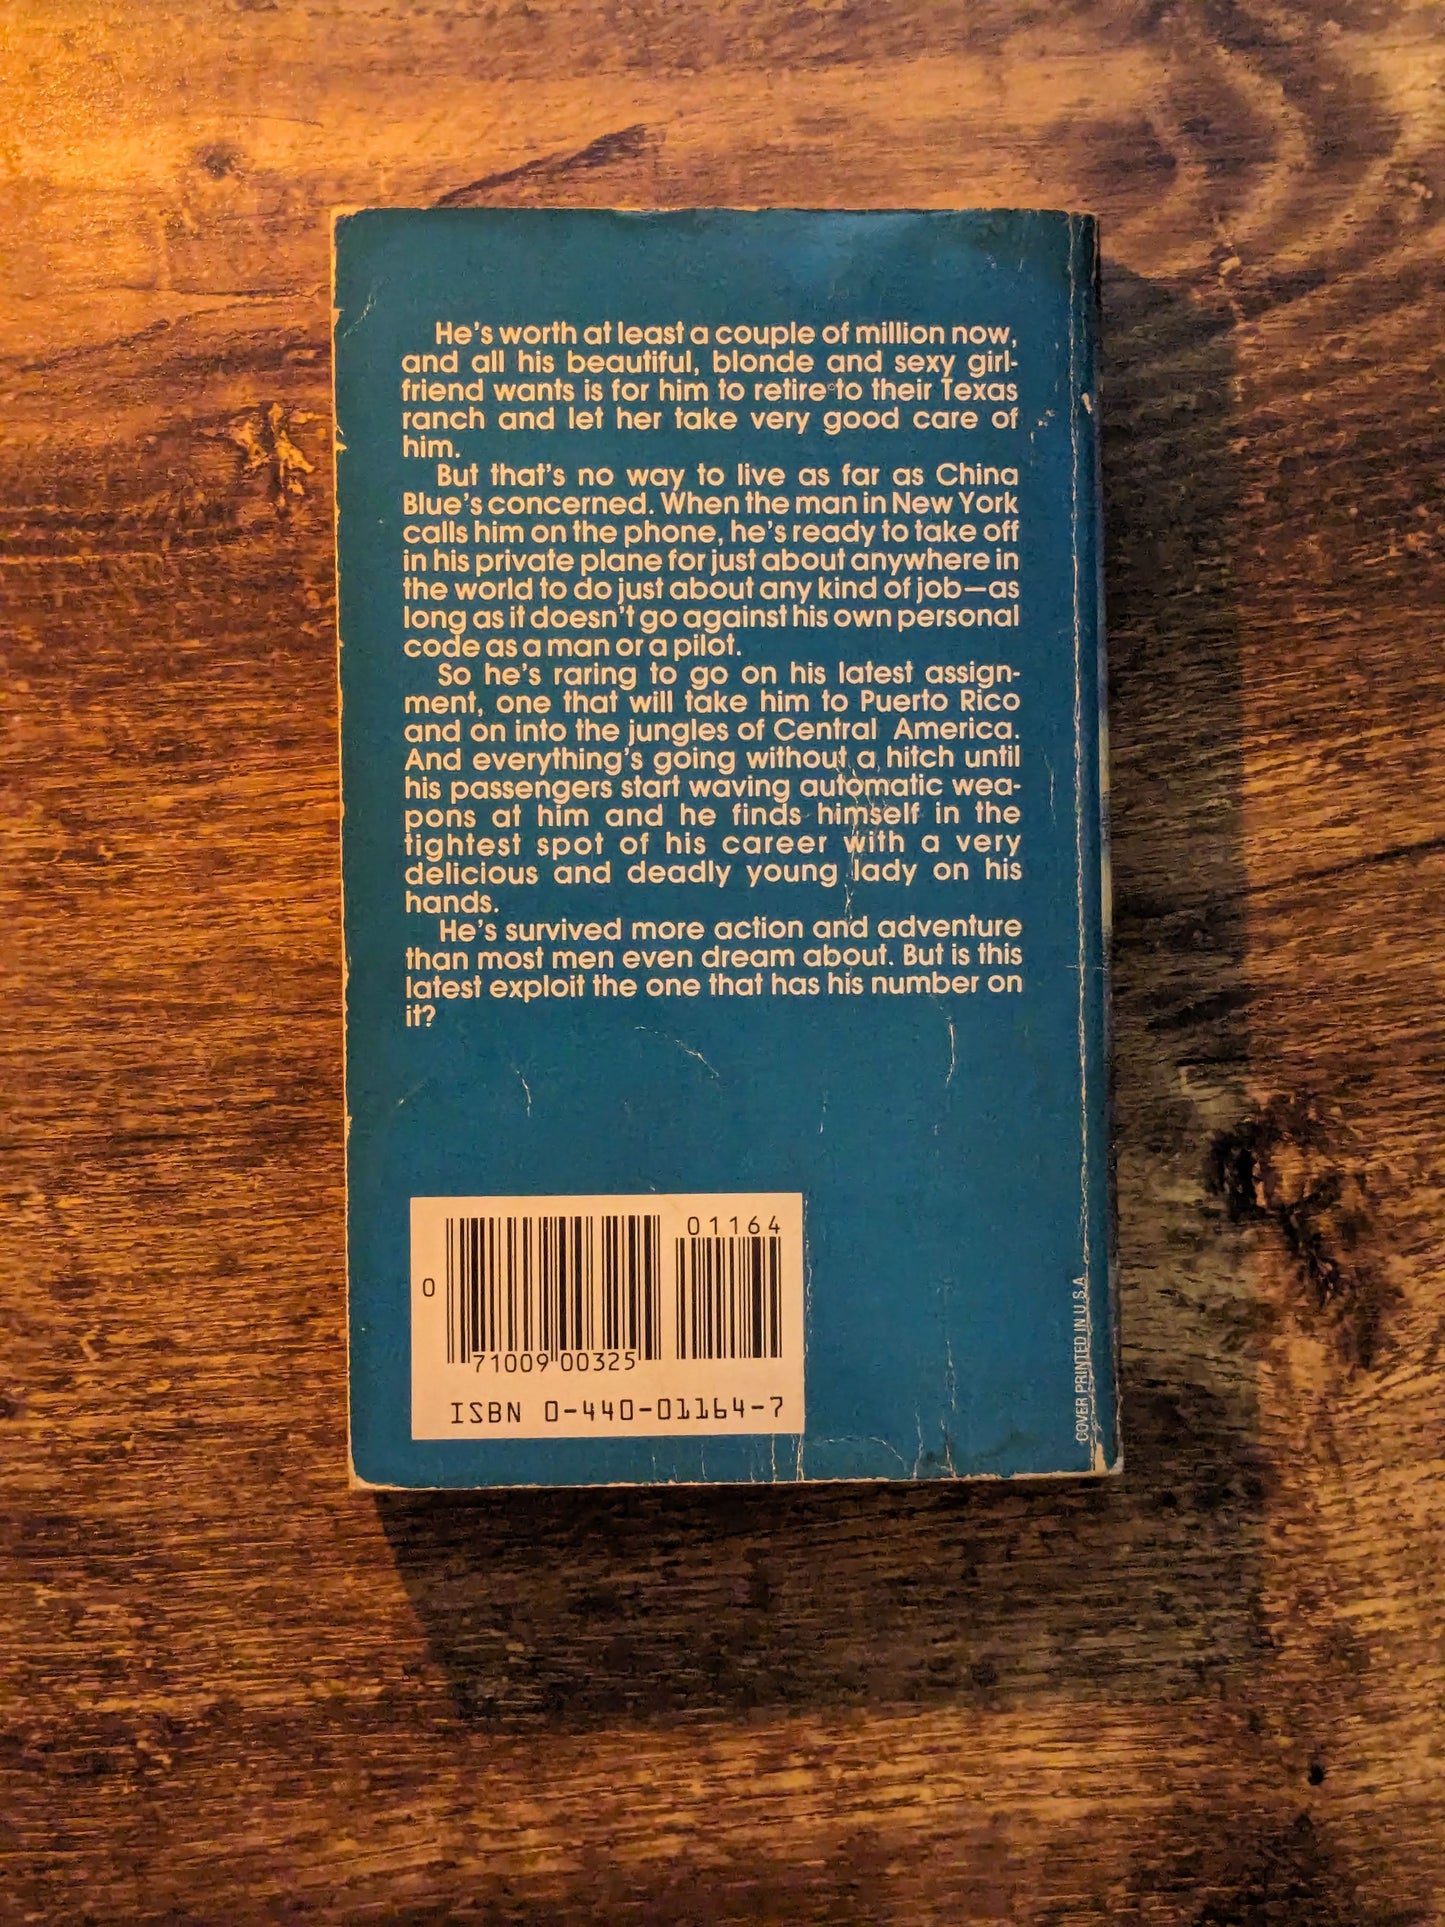 He's worth at least a couple of million now,
and all his beautiful, blonde and sexy girl-
friend wants is for him to retire to their Texas
ranch and let her take very good care of
him.
But that's no way to live as far as China
Blue's concerned. When the man in New York
calls him on the phone, he's ready to take off
in his private plane for just about anywhere in
the world to do just about any kind of job—as
long as it doesn't go against his own personal
code as a man or a pilot.
So he's raring to go on his latest assign-
ment, one that will take him to Puerto Rico
and on into the jungles of Central America.
And everything's going without a hitch until
his passengers start waving automatic wea-
pons at him and he finds himself in the
tightest spot of his career with a very
delicious and deadly young lady on his
hands.
He's survived more action and adventure
than most men even dream about. But is this
latest exploit the one that has his number on
it?
01164
0
71009 00325
ISBN 0-440-01164-7
COVER PRINTED IN U.S.A.